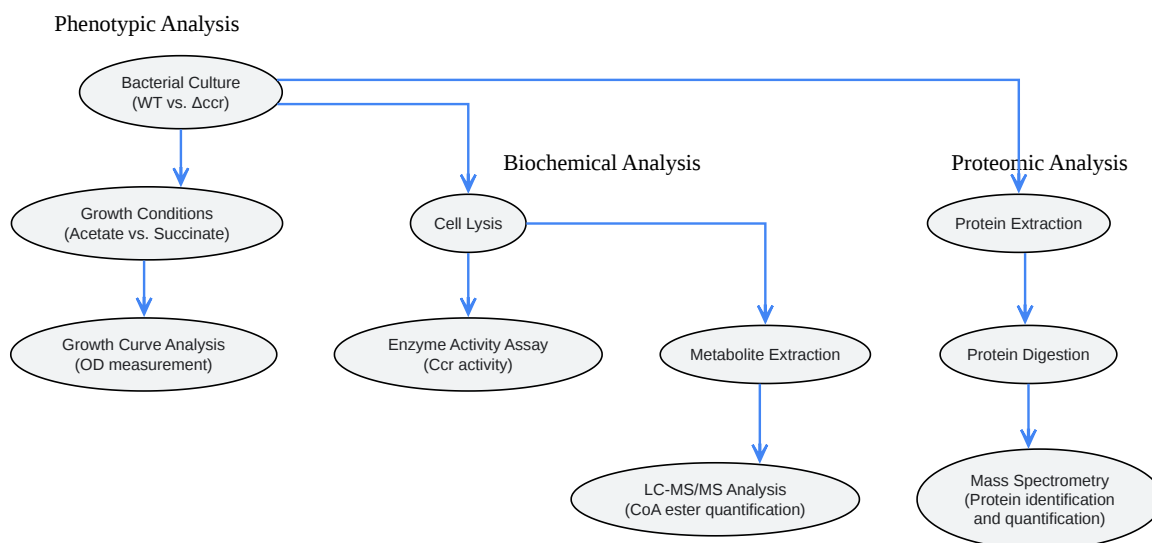 Phenotypic Analysis
Bacterial Culture
(WT vs. Δccr)
Biochemical Analysis
Proteomic Analysis
Growth Conditions
(Acetate vs. Succinate)
Cell Lysis
Protein Extraction
Growth Curve Analysis
(OD measurement)
Enzyme Activity Assay
(Ccr activity)
Metabolite Extraction
Protein Digestion
LC-MS/MS Analysis
(CoA ester quantification)
Mass Spectrometry
(Protein identification
and quantification)